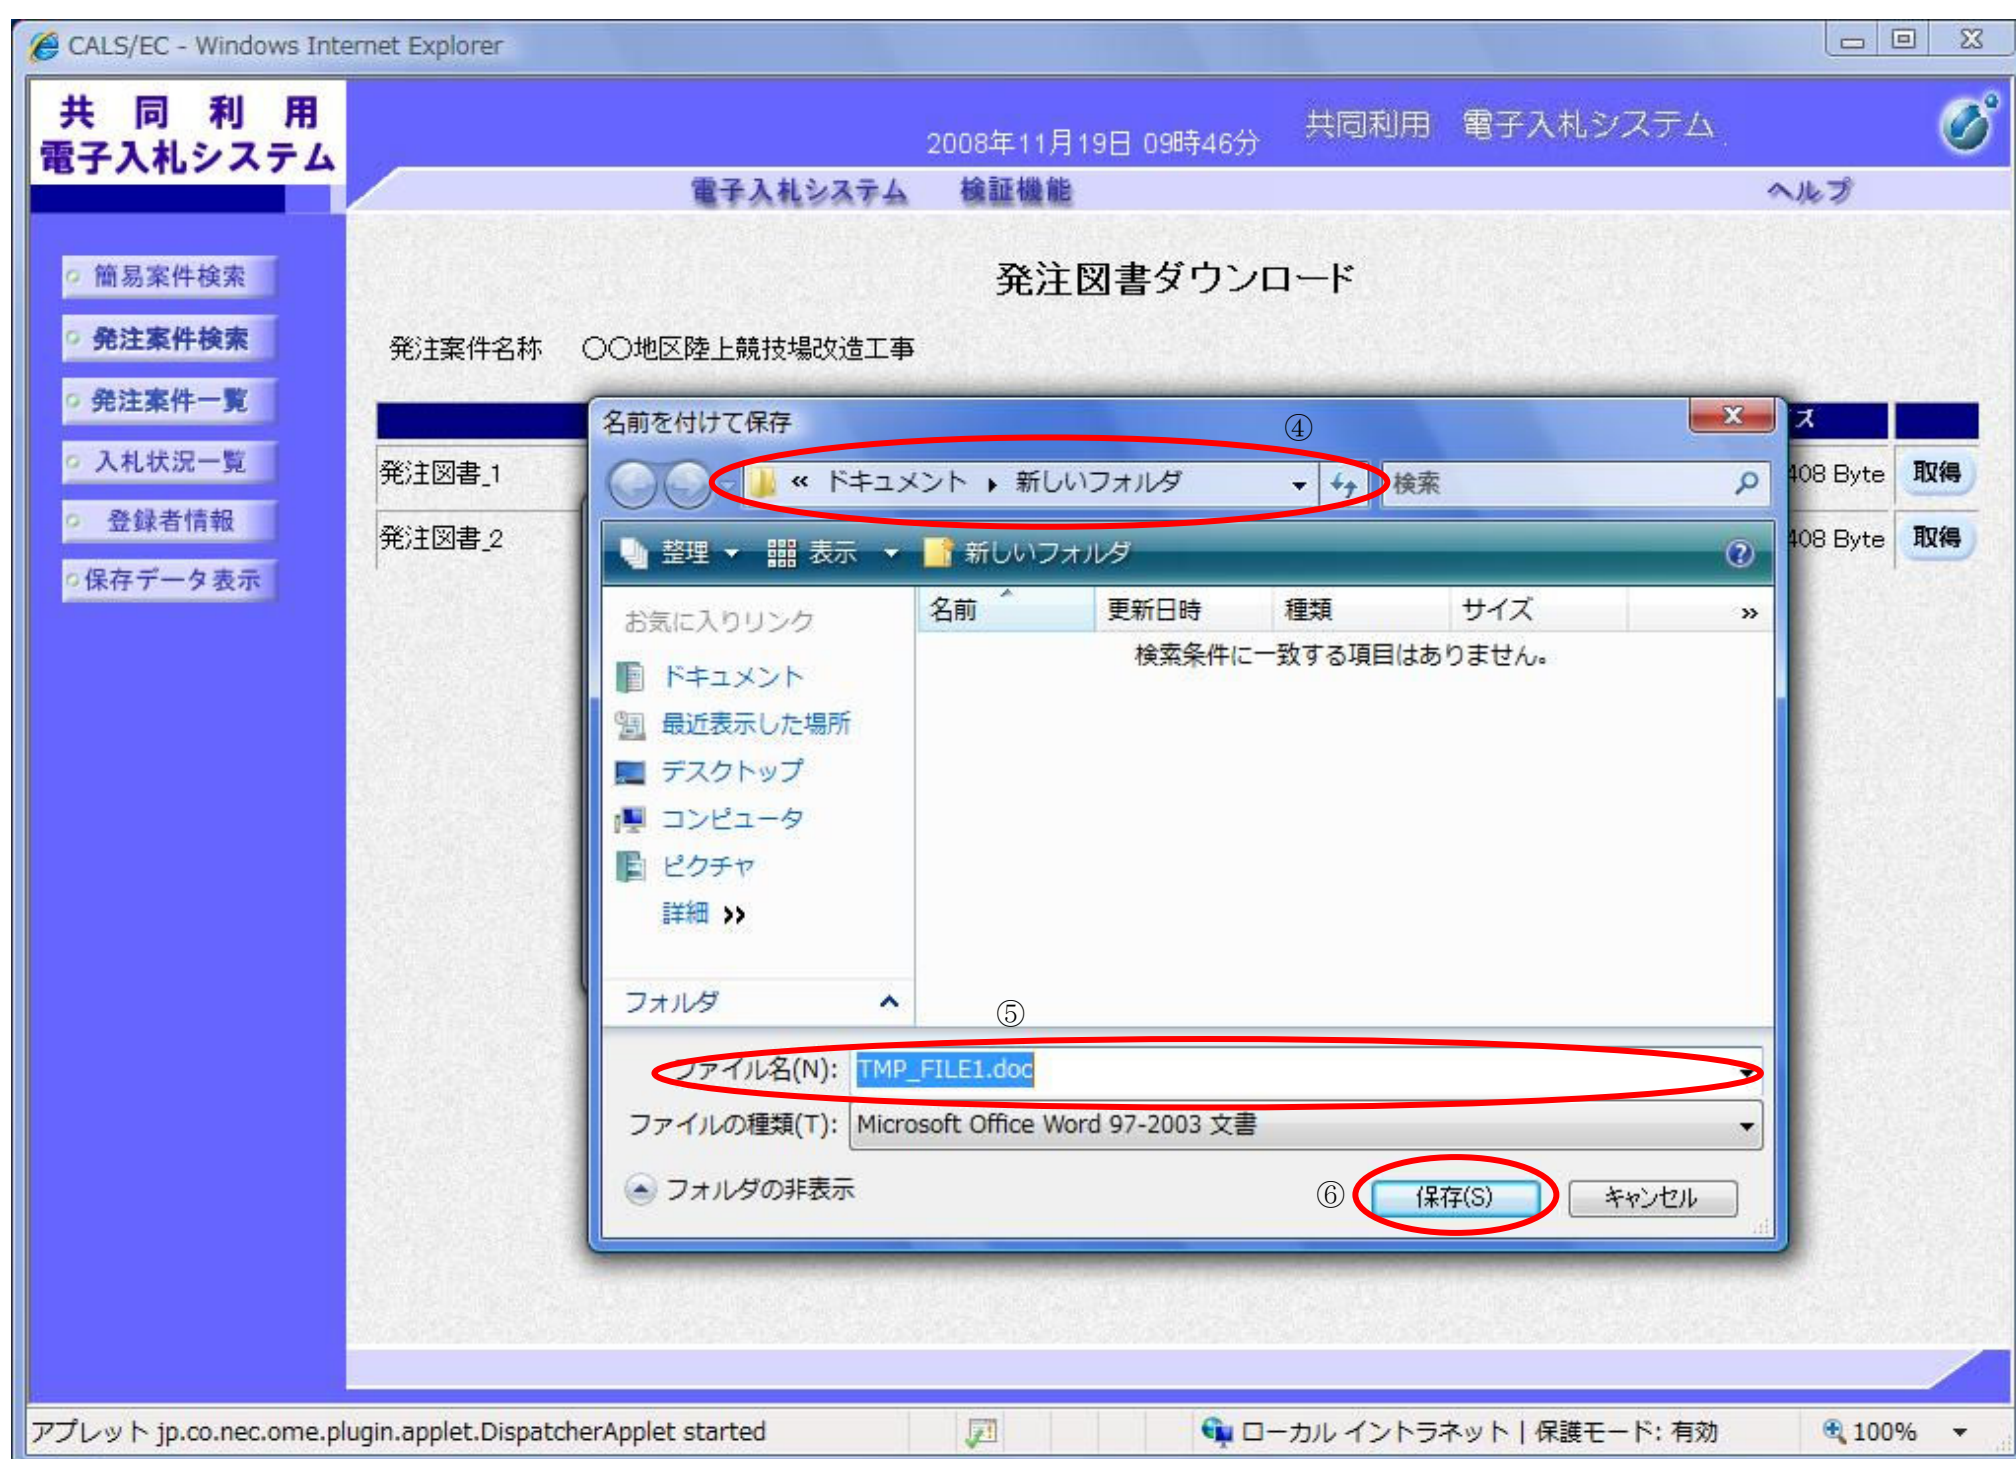 CALS/EC - Windows Internet Explorer
共 同 利 用
電子入札システム
2008年11月19日 09時46分
共同利用 電子入札システム
電子入札システム 検証機能 ヘルプ
簡易案件検索
発注案件検索
発注案件一覧
入札状況一覧
登録者情報
保存データ表示
発注図書ダウンロード
発注案件名称 〇〇地区陸上競技場改造工事
ズ
発注図書_1 408 Byte 取得
発注図書_2 408 Byte 取得
名前を付けて保存
④
« ドキュメント ▶ 新しいフォルダ 検索
整理 表示 新しいフォルダ
お気に入りリンク
ドキュメント
最近表示した場所
デスクトップ
コンピュータ
ピクチャ
詳細 »
フォルダ
名前 更新日時 種類 サイズ »
検索条件に一致する項目はありません。
⑤
ファイル名(N): TMP_FILE1.doc
ファイルの種類(T): Microsoft Office Word 97-2003 文書
フォルダの非表示 ⑥ 保存(S) キャンセル
アプレット jp.co.nec.ome.plugin.applet.DispatcherApplet started ローカル イントラネット | 保護モード: 有効 100%